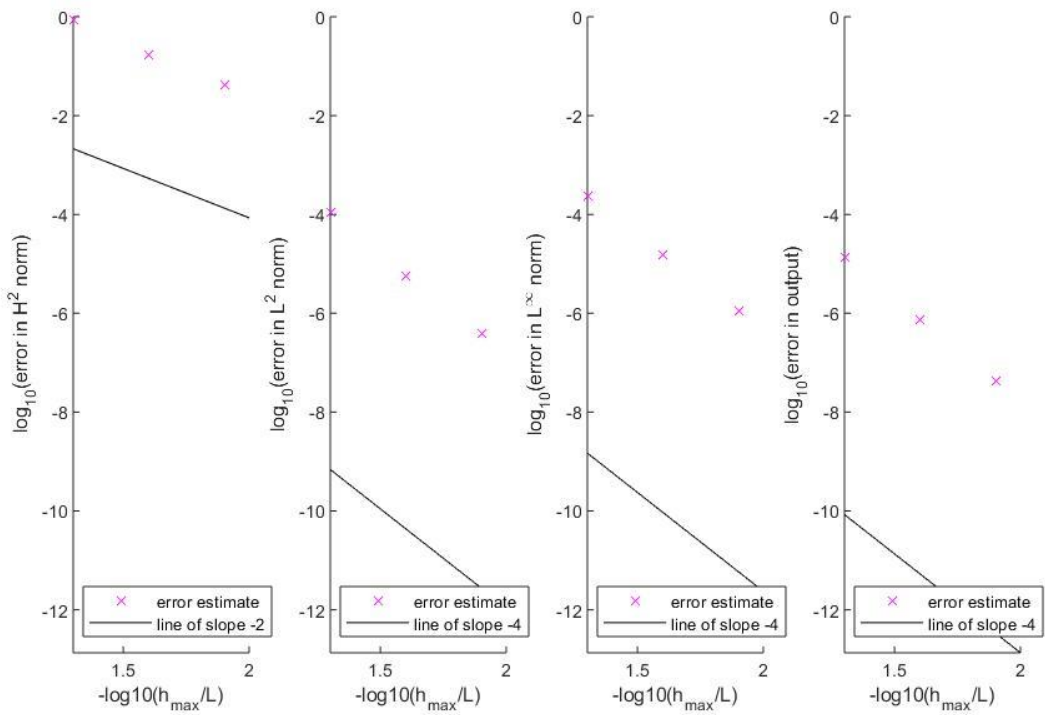 log10(error in H² norm)
0
-2
-4
-6
-8
-10
-12
1.5 2
-log10(h_max/L)
× error estimate
line of slope -2
log10(error in L² norm)
0
-2
-4
-6
-8
-10
-12
1.5 2
-log10(h_max/L)
× error estimate
line of slope -4
log10(error in L^∞ norm)
0
-2
-4
-6
-8
-10
-12
1.5 2
-log10(h_max/L)
× error estimate
line of slope -4
log10(error in output)
0
-2
-4
-6
-8
-10
-12
1.5 2
-log10(h_max/L)
× error estimate
line of slope -4